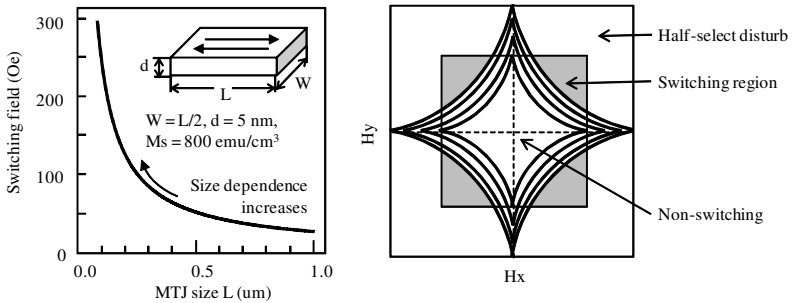 300
200
100
0
Switching field (Oe)
d
L
W
W = L/2, d = 5 nm,
Ms = 800 emu/cm³
Size dependence
increases
0.0
0.5
1.0
MTJ size L (um)
Hy
Hx
Half-select disturb
Switching region
Non-switching